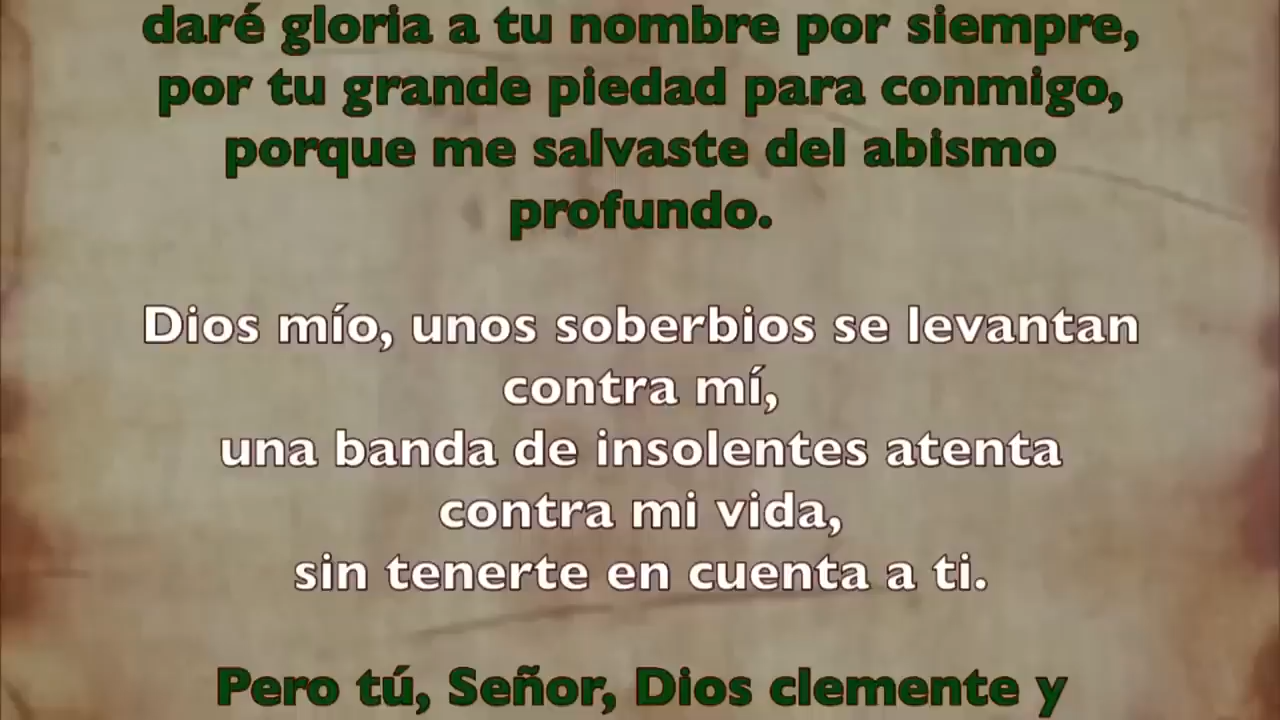 daré gloria a tu nombre por siempre,
por tu grande piedad para conmigo,
porque me salvaste del abismo
profundo.
Dios mío, unos soberbios se levantan
contra mí,
una banda de insolentes atenta
contra mi vida,
sin tenerte en cuenta a ti.
Pero tú, Señor, Dios clemente y